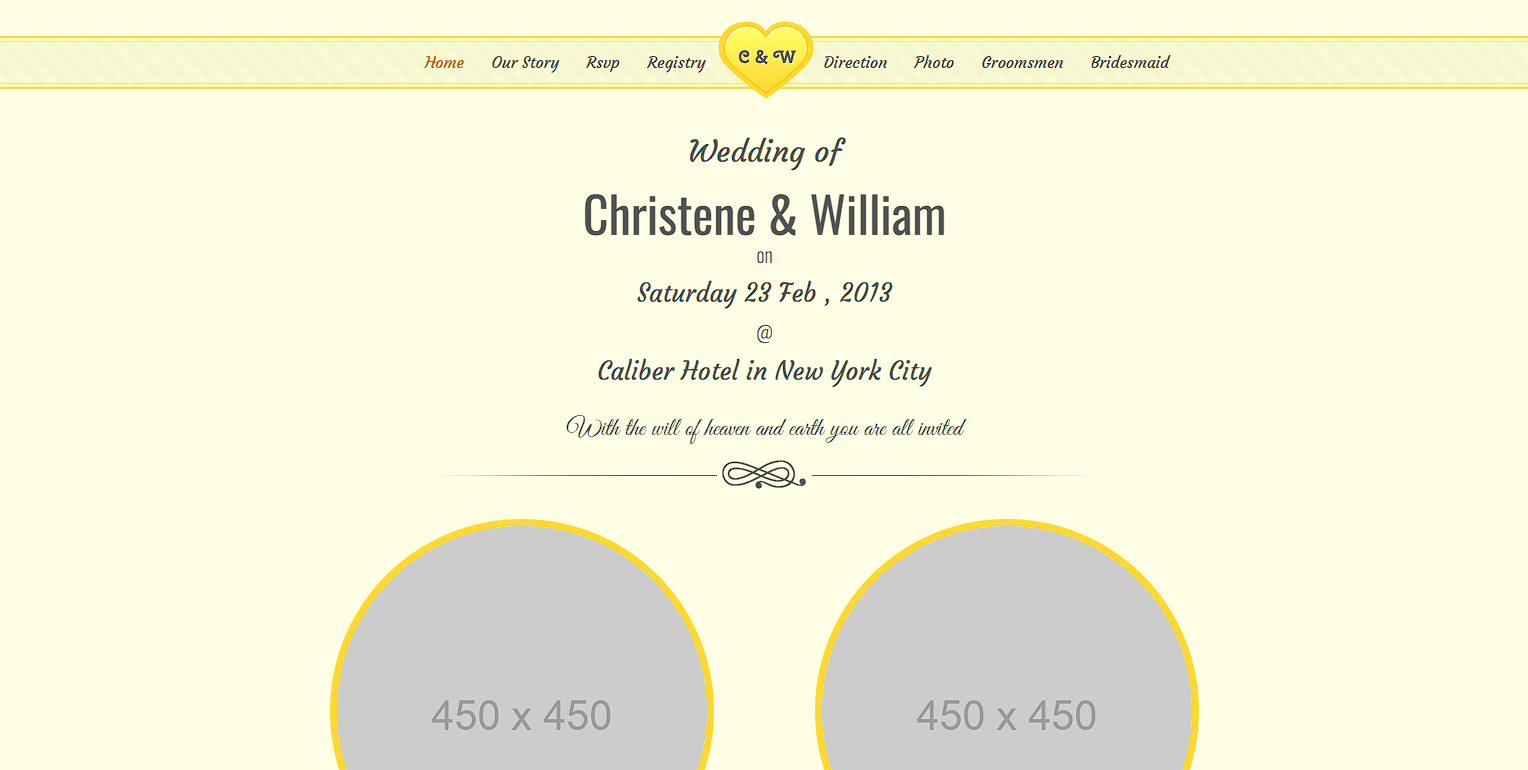 Home Our Story Rsvp Registry C & W Direction Photo Groomsmen Bridesmaid
Wedding of
Christene & William
on
Saturday 23 Feb , 2013
@
Caliber Hotel in New York City
With the will of heaven and earth you are all invited
450 x 450 450 x 450